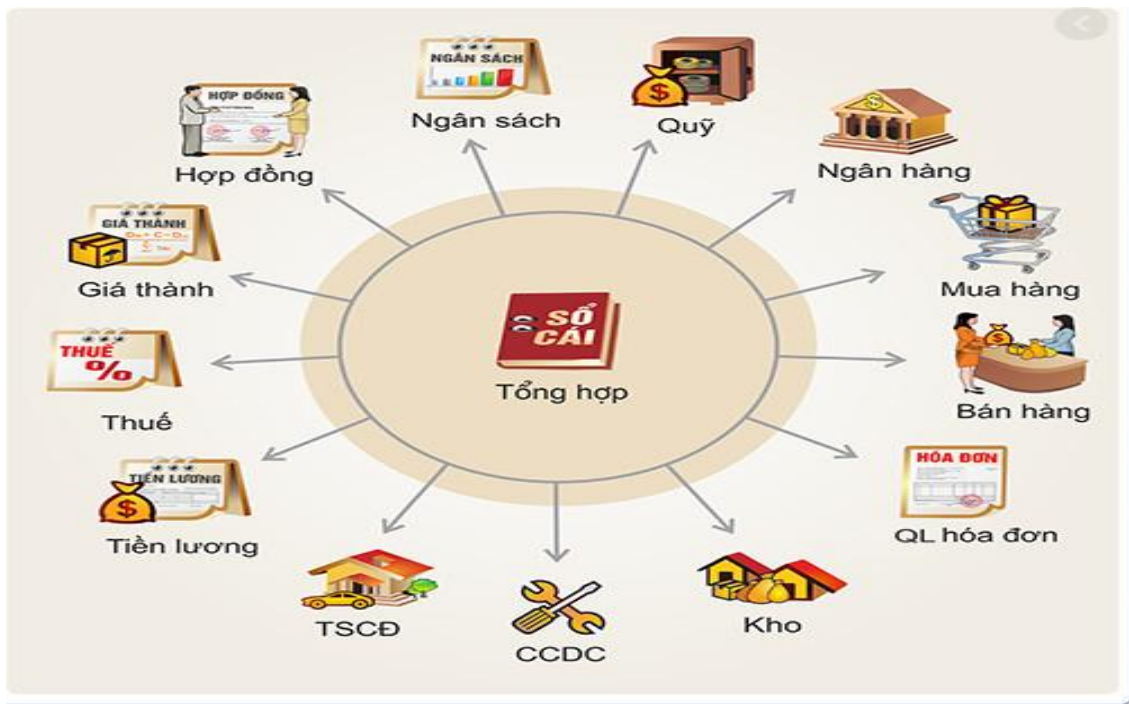 NGÂN SÁCH
Ngân sách
Quỹ
HỢP ĐỒNG
Hợp đồng
Ngân hàng
GIÁ THÀNH
Giá thành
Mua hàng
SỔ
CÁI
Tổng hợp
THUẾ
%
Thuế
Bán hàng
TIỀN LƯƠNG
Tiền lương
HÓA ĐƠN
QL hóa đơn
TSCĐ
CCDC
Kho